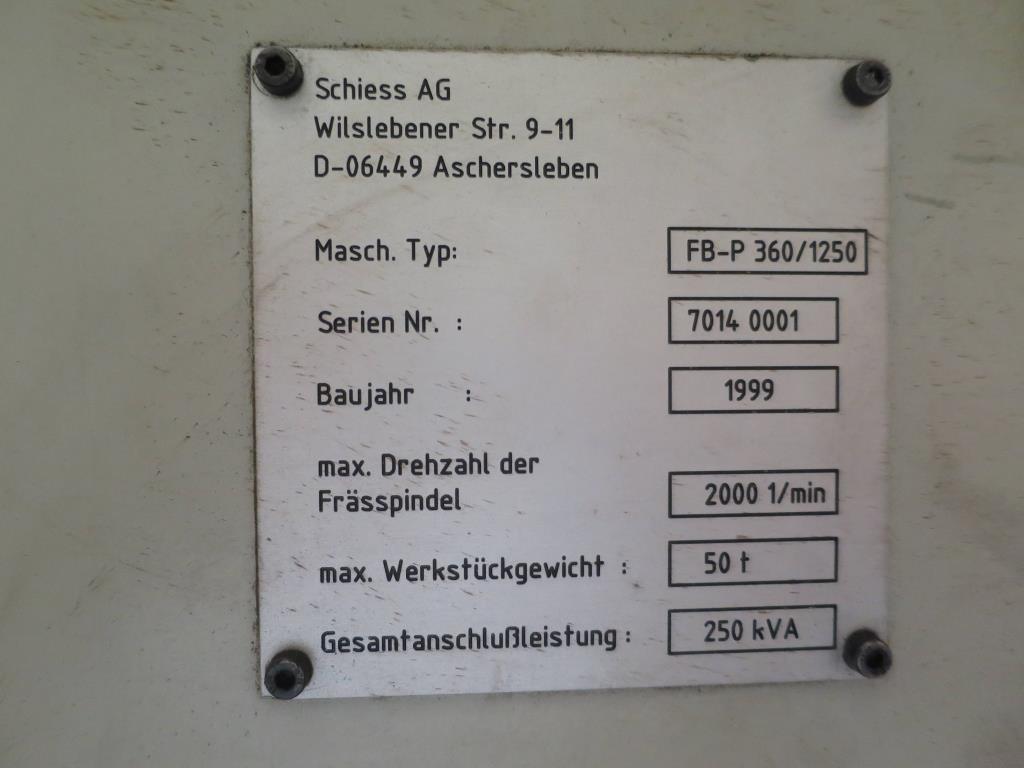 Schiess AG
Wilslebener Str. 9-11
D-06449 Aschersleben
Masch. Typ: FB-P 360/1250
Serien Nr. : 7014 0001
Baujahr : 1999
max. Drehzahl der
Frässpindel 2000 1/min
max. Werkstückgewicht : 50 t
Gesamtanschlußleistung : 250 kVA